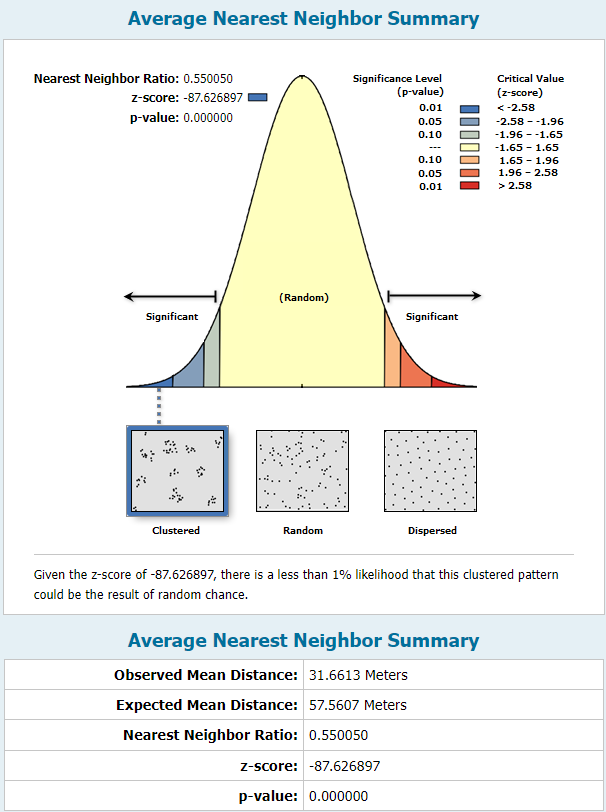 Average Nearest Neighbor Summary
Nearest Neighbor Ratio: 0.550050
z-score: -87.626897
p-value: 0.000000
Significance Level (p-value) Critical Value (z-score)
0.01 < -2.58
0.05 -2.58 – -1.96
0.10 -1.96 – -1.65
--- -1.65 – 1.65
0.10 1.65 – 1.96
0.05 1.96 – 2.58
0.01 > 2.58
(Random)
Significant Significant
Clustered Random Dispersed
Given the z-score of -87.626897, there is a less than 1% likelihood that this clustered pattern
could be the result of random chance.
Average Nearest Neighbor Summary
Observed Mean Distance: 31.6613 Meters
Expected Mean Distance: 57.5607 Meters
Nearest Neighbor Ratio: 0.550050
z-score: -87.626897
p-value: 0.000000